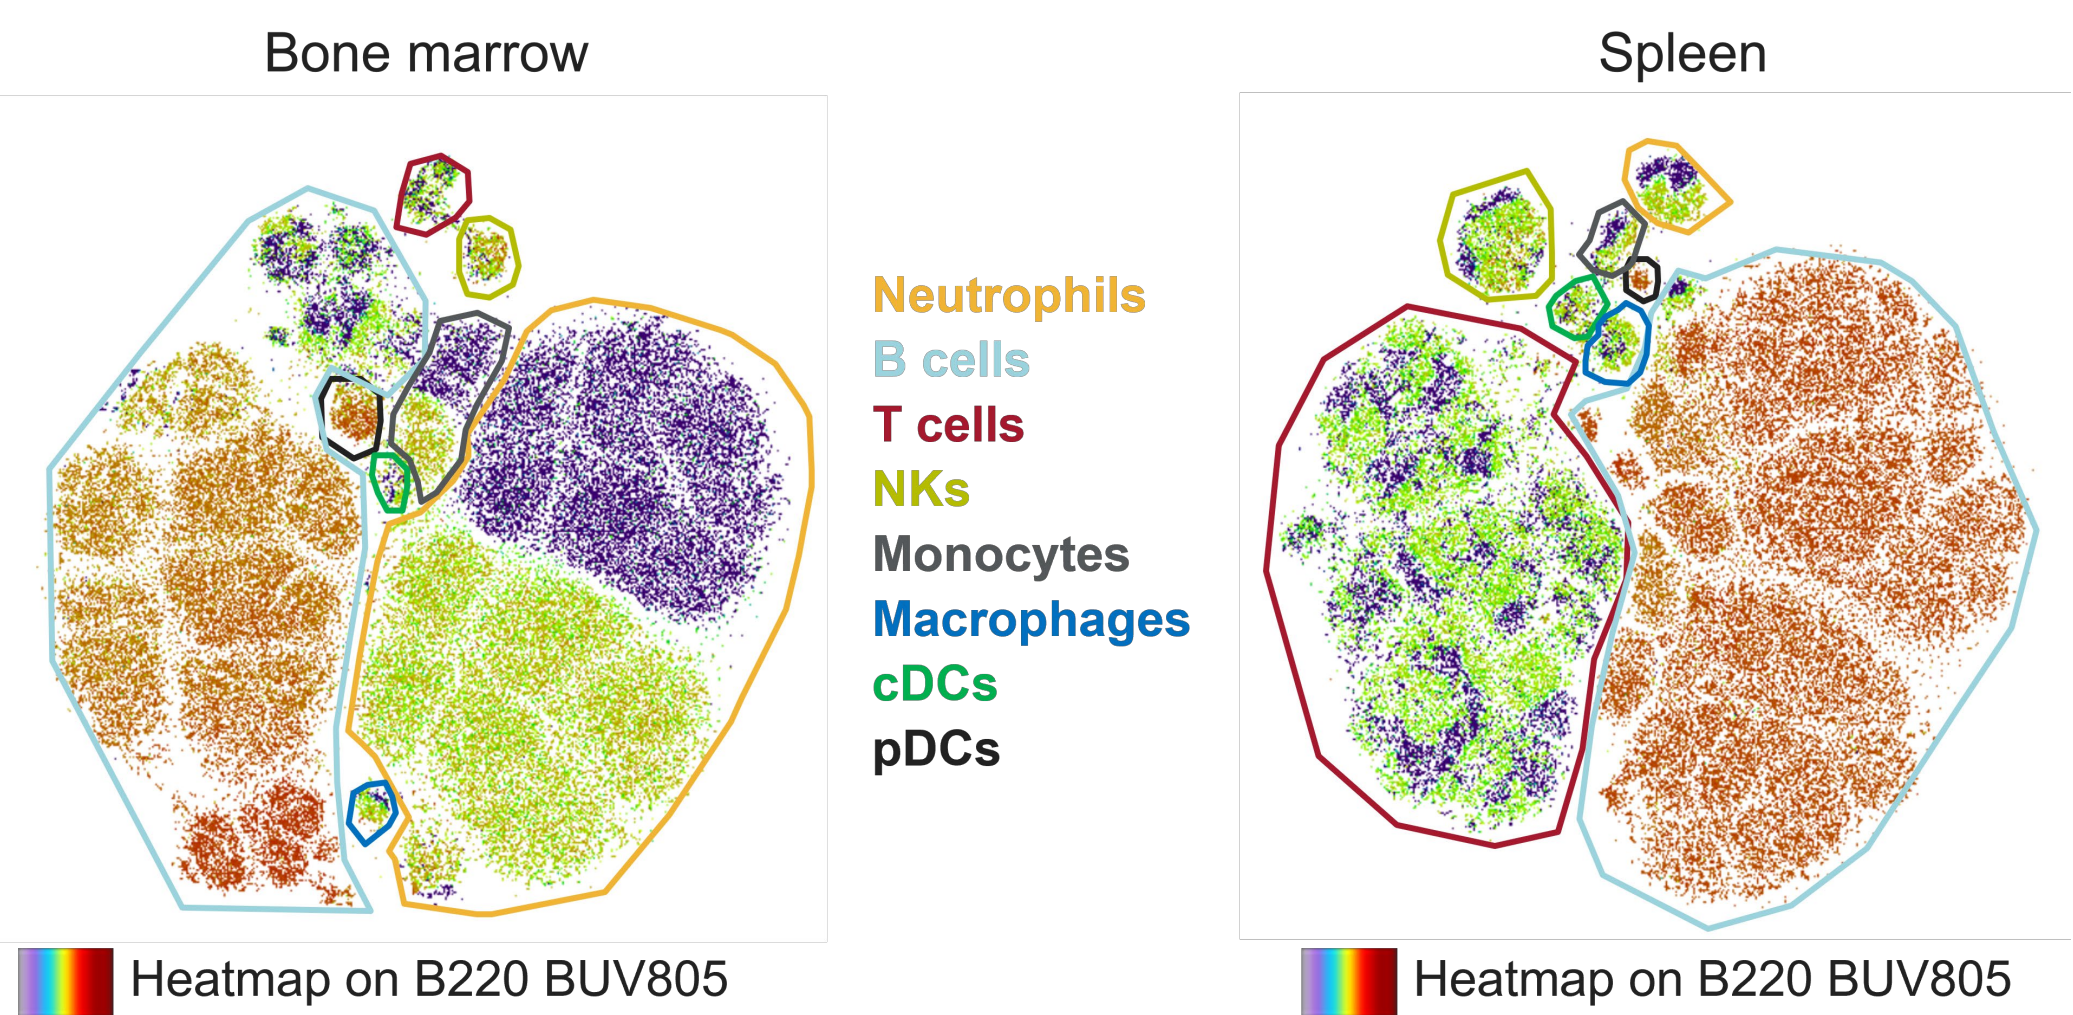 Bone marrow
Spleen
Neutrophils
B cells
T cells
NKs
Monocytes
Macrophages
cDCs
pDCs
Heatmap on B220 BUV805
Heatmap on B220 BUV805